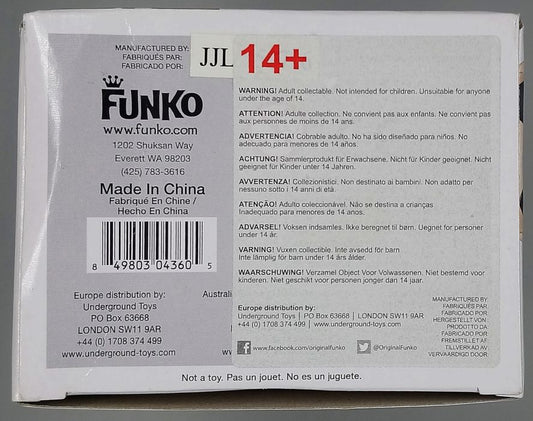 MANUFACTURED BY:
FABRIQUÉS PAR:
FABRICADO POR:
JJL
FUNKO
www.funko.com
1202 Shuksan Way
Everett WA 98203
(425) 783-3616
Made In China
Fabriqué En Chine /
Hecho En China
8 49803 04360 5
Europe distribution by:
Underground Toys
PO Box 63668
LONDON SW11 9AR
+44 (0) 1708 374 499
www.underground-toys.com
Australi
14+
WARNING! Adult collectable. Not intended for children. Unsuitable for anyone
under the age of 14.
ATTENTION! Adulte collection. Ne convient pas aux enfants. Ne convient pas
aux personnes de moins de 14 ans.
ADVERTENCIA! Cobrable adulto. No ha sido diseñado para niños. No
adecuado para menores de 14 años.
ACHTUNG! Sammlerprodukt für Erwachsene. Nicht für Kinder geeignet. Nicht
geeignet für Kinder unter 14 Jahren.
AVVERTENZA! Collezionistici. Non destinato ai bambini. Non adatto per
nessuno sotto i 14 anni di età.
ATENÇÃO! Adulto coleccionável. Não se destina a crianças
Inadequado para menores de 14 anos.
ADVARSEL! Voksen indsamles. Ikke beregnet til børn. Uegnet for personer
under 14 år.
VARNING! Vuxen collectible. Inte avsedd för barn
Inte lämplig för barn under 14 års ålder.
WAARSCHUWING! Verzamel Object Voor Volwassenen. Niet bestemd voor
kinderen. Niet geschikt voor personen jonger dan 14 jaar.
Europe distribution by:
Underground Toys | PO Box 63668 | LONDON SW11 9AR
+44 (0) 1708 374 499 | www.underground-toys.com
www.facebook.com/originalFunko
@OriginalFunko
MANUFACTURED BY:
FABRIQUÉS PAR:
FABRICADO POR:
HERGESTELLT VON:
PRODOTTO DA:
FABRICADO POR:
FREMSTILLET AF:
TILLVERKAD AV:
VERVAARDIGD DOOR:
Not a toy. Pas un jouet. No es un juguete.